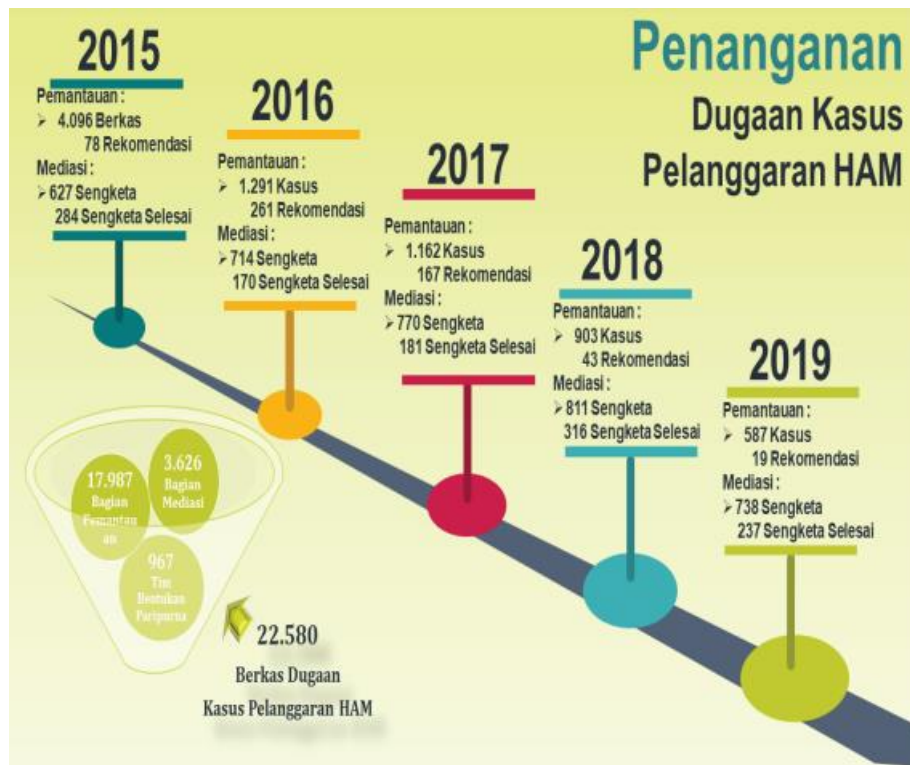 Penanganan
Dugaan Kasus
Pelanggaran HAM
2015
Pemantauan :
➢ 4.096 Berkas
78 Rekomendasi
Mediasi :
➢ 627 Sengketa
284 Sengketa Selesai
2016
Pemantauan :
➢ 1.291 Kasus
261 Rekomendasi
Mediasi :
➢ 714 Sengketa
170 Sengketa Selesai
2017
Pemantauan :
➢ 1.162 Kasus
167 Rekomendasi
Mediasi :
➢ 770 Sengketa
181 Sengketa Selesai
2018
Pemantauan :
➢ 903 Kasus
43 Rekomendasi
Mediasi :
➢ 811 Sengketa
316 Sengketa Selesai
2019
Pemantauan :
➢ 587 Kasus
19 Rekomendasi
Mediasi :
➢ 738 Sengketa
237 Sengketa Selesai
17.987
Bagian
Pemantau
an
3.626
Bagian
Mediasi
967
Tim
Bentukan
Paripurna
22.580
Berkas Dugaan
Kasus Pelanggaran HAM